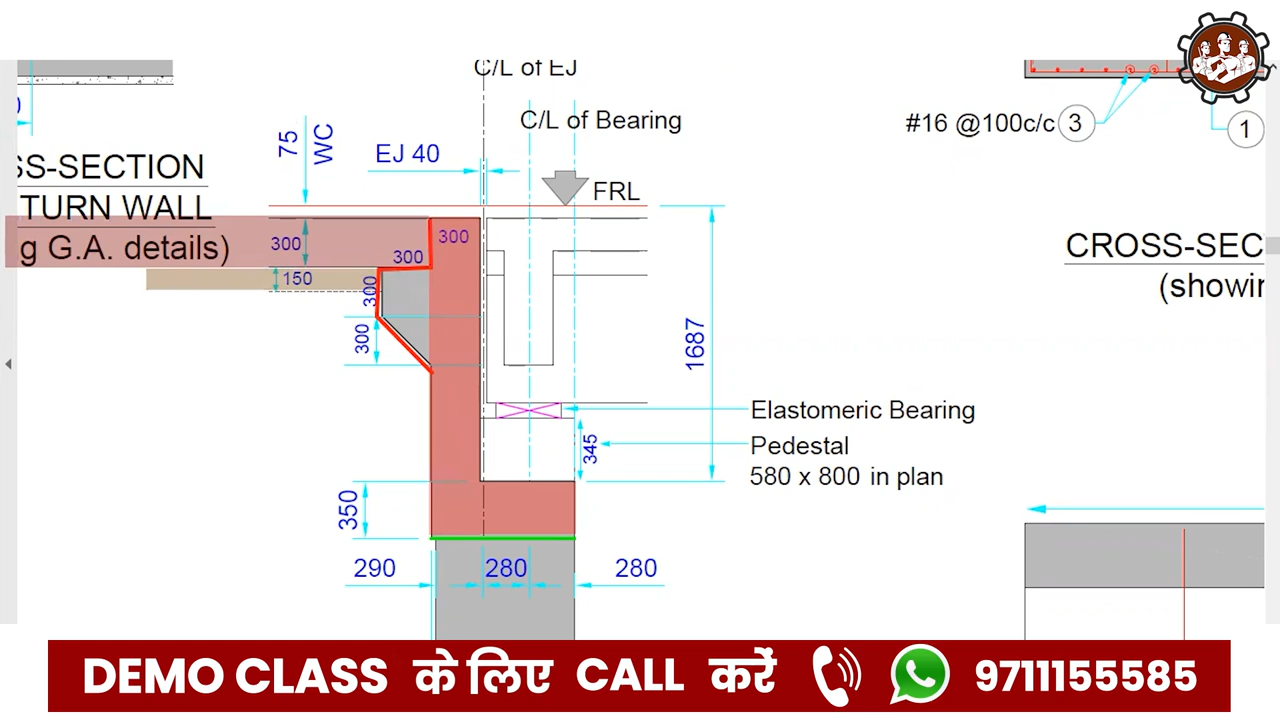 C/L of EJ
C/L of Bearing
75
WC
EJ 40
FRL
#16 @100c/c 3
1
SS-SECTION
TURN WALL
g G.A. details)
300
300
300
150
300
300
1687
CROSS-SEC
(showin
Elastomeric Bearing
345
Pedestal
580 x 800 in plan
350
290
280
280
DEMO CLASS के लिए CALL करें 9711155585